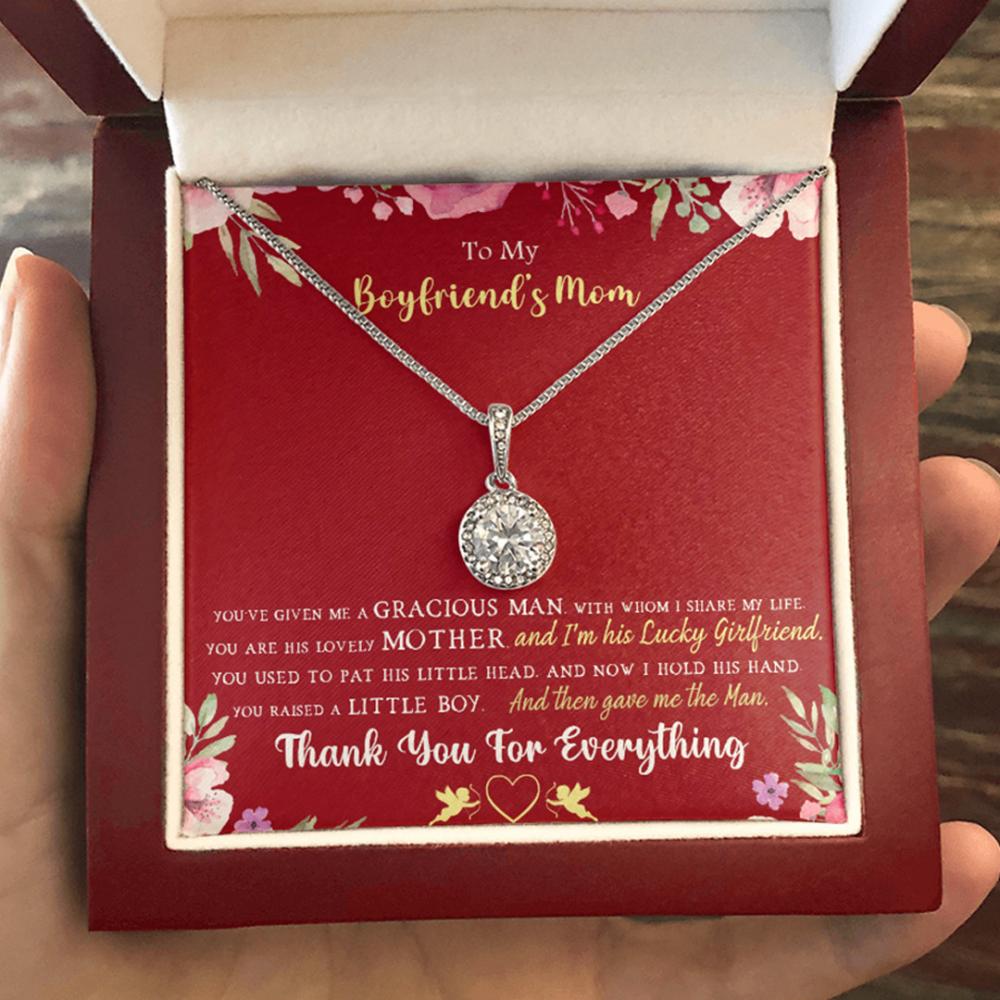 To My
Boyfriend's Mom
YOU'VE GIVEN ME A GRACIOUS MAN. WITH WHOM I SHARE MY LIFE.
YOU ARE HIS LOVELY MOTHER. and I'm his Lucky Girlfriend.
YOU USED TO PAT HIS LITTLE HEAD. AND NOW I HOLD HIS HAND.
YOU RAISED A LITTLE BOY. And then gave me the Man.
Thank You For Everything